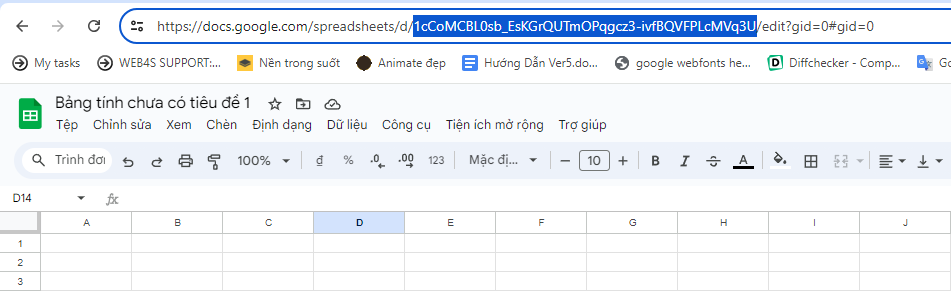 https://docs.google.com/spreadsheets/d/1cCoMCBL0sb_EsKGrQUTmOPqgcz3-ivfBQVFPLcMVq3U/edit?gid=0#gid=0
My tasks WEB4S SUPPORT:... Nền trong suốt Animate đẹp Hướng Dẫn Ver5.do... google webfonts he... Diffchecker - Comp... Go
Bảng tính chưa có tiêu đề 1
Tệp Chỉnh sửa Xem Chèn Định dạng Dữ liệu Công cụ Tiện ích mở rộng Trợ giúp
Trình đơn 100% đ % .0 .00 123 Mặc đị... 10 B I S A
D14 fx
A B C D E F G H I J
1
2
3